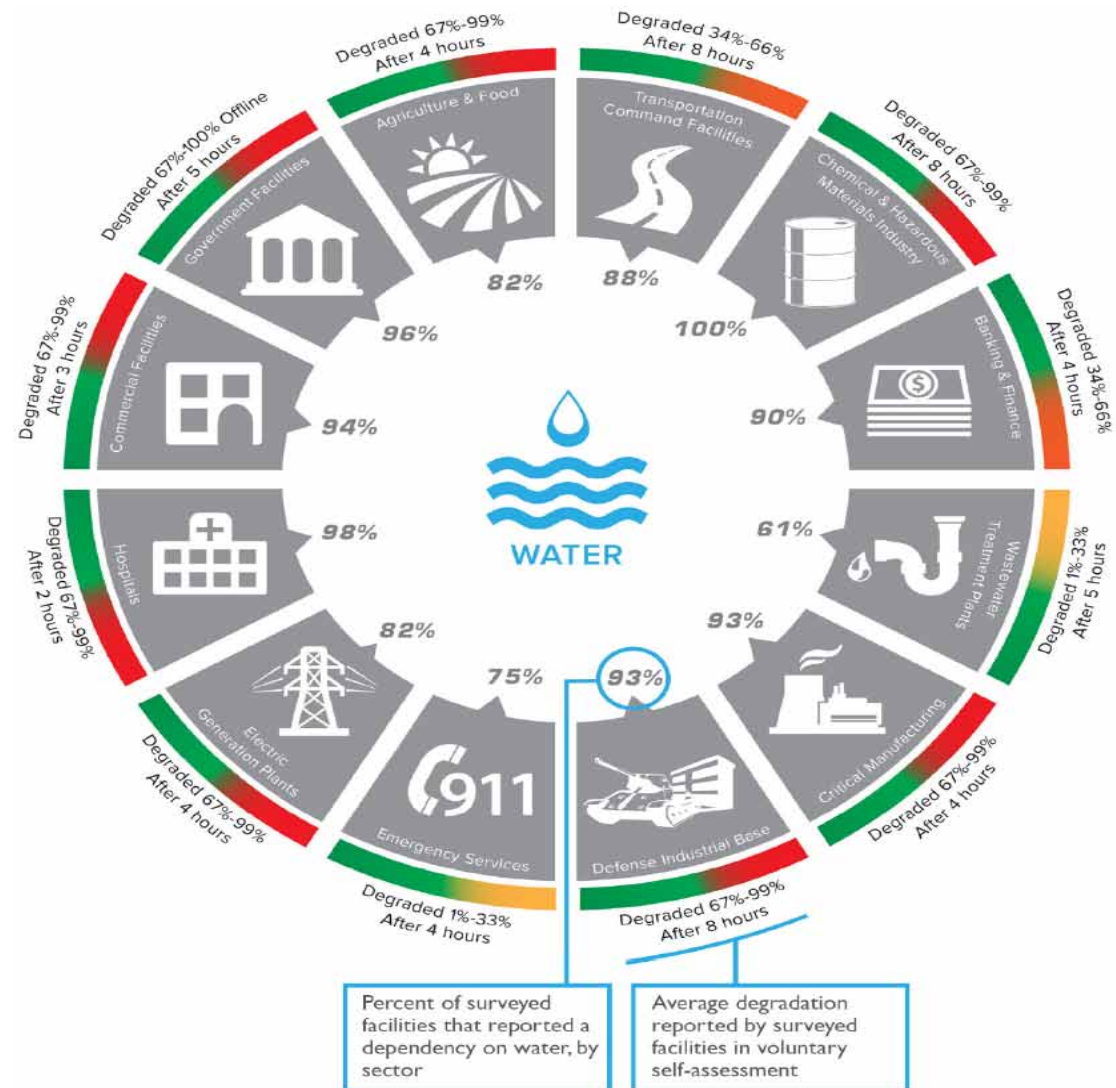 Degraded 67%-99%
After 4 hours
Agriculture & Food
82%
Degraded 34%-66%
After 8 hours
Transportation
Command Facilities
88%
Degraded 67%-99%
After 8 hours
Chemical & Hazardous
Materials Industry
100%
Degraded 34%-66%
After 4 hours
Banking & Finance
90%
Degraded 1%-33%
After 5 hours
Wastewater
Treatment Plants
61%
Degraded 67%-99%
After 4 hours
Critical Manufacturing
93%
Degraded 67%-99%
After 8 hours
Defense Industrial Base
93%
Degraded 1%-33%
After 4 hours
Emergency Services
911
75%
Degraded 67%-99%
After 4 hours
Electric
Generation Plants
82%
Degraded 67%-99%
After 2 hours
Hospitals
98%
Degraded 67%-99%
After 3 hours
Commercial Facilities
94%
Degraded 67%-100% Offline
After 5 hours
Government Facilities
96%
$
WATER
Percent of surveyed
facilities that reported a
dependency on water, by
sector
Average degradation
reported by surveyed
facilities in voluntary
self-assessment